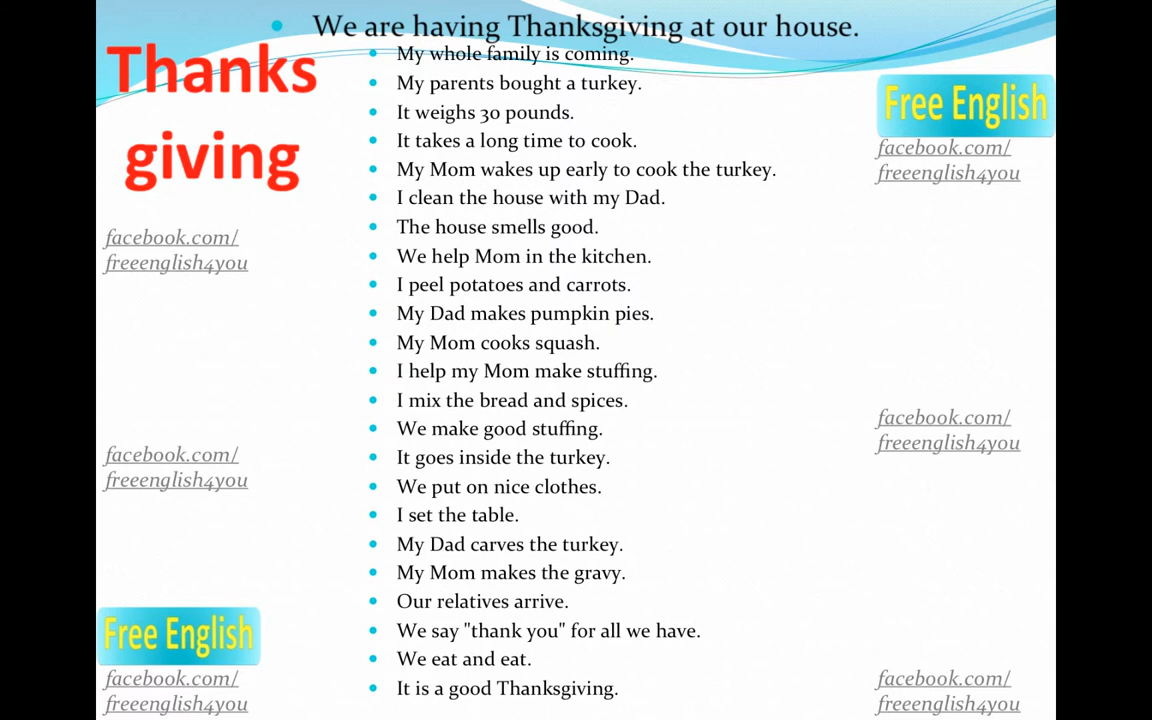 We are having Thanksgiving at our house.
Thanks
giving
facebook.com/
freeenglish4you
facebook.com/
freeenglish4you
Free English
facebook.com/
freeenglish4you
My whole family is coming.
My parents bought a turkey.
It weighs 30 pounds.
It takes a long time to cook.
My Mom wakes up early to cook the turkey.
I clean the house with my Dad.
The house smells good.
We help Mom in the kitchen.
I peel potatoes and carrots.
My Dad makes pumpkin pies.
My Mom cooks squash.
I help my Mom make stuffing.
I mix the bread and spices.
We make good stuffing.
It goes inside the turkey.
We put on nice clothes.
I set the table.
My Dad carves the turkey.
My Mom makes the gravy.
Our relatives arrive.
We say "thank you" for all we have.
We eat and eat.
It is a good Thanksgiving.
Free English
facebook.com/
freeenglish4you
facebook.com/
freeenglish4you
facebook.com/
freeenglish4you